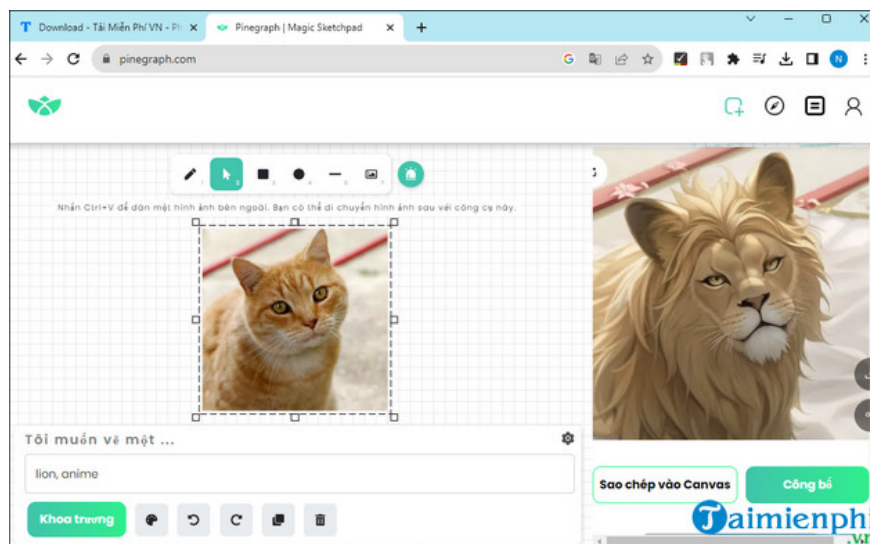 Download - Tải Miễn Phí VN - Ph
Pinegraph | Magic Sketchpad
pinegraph.com
N
Nhấn Ctrl+V để dán một hình ảnh bên ngoài. Bạn có thể di chuyển hình ảnh sau với công cụ này.
Tôi muốn vẽ một ...
lion, anime
Khoa trương
Sao chép vào Canvas
Công bố
Taimienphi
.vn